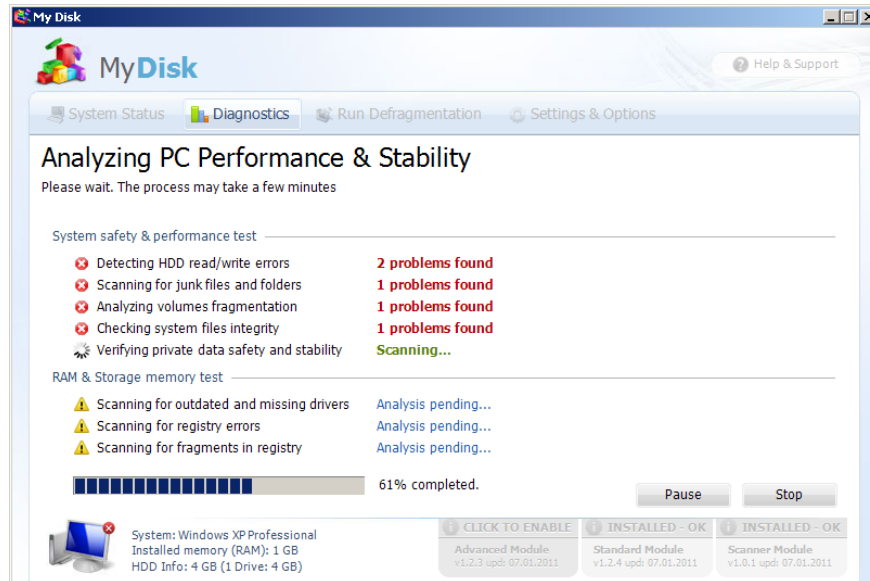 My Disk
MyDisk
Help & Support
System Status Diagnostics Run Defragmentation Settings & Options
Analyzing PC Performance & Stability
Please wait. The process may take a few minutes
System safety & performance test
Detecting HDD read/write errors 2 problems found
Scanning for junk files and folders 1 problems found
Analyzing volumes fragmentation 1 problems found
Checking system files integrity 1 problems found
Verifying private data safety and stability Scanning...
RAM & Storage memory test
Scanning for outdated and missing drivers Analysis pending...
Scanning for registry errors Analysis pending...
Scanning for fragments in registry Analysis pending...
61% completed.
Pause Stop
System: Windows XP Professional
Installed memory (RAM): 1 GB
HDD Info: 4 GB (1 Drive: 4 GB)
CLICK TO ENABLE INSTALLED - OK INSTALLED - OK
Advanced Module Standard Module Scanner Module
v1.2.3 upd: 07.01.2011 v1.2.4 upd: 07.01.2011 v1.0.1 upd: 07.01.2011